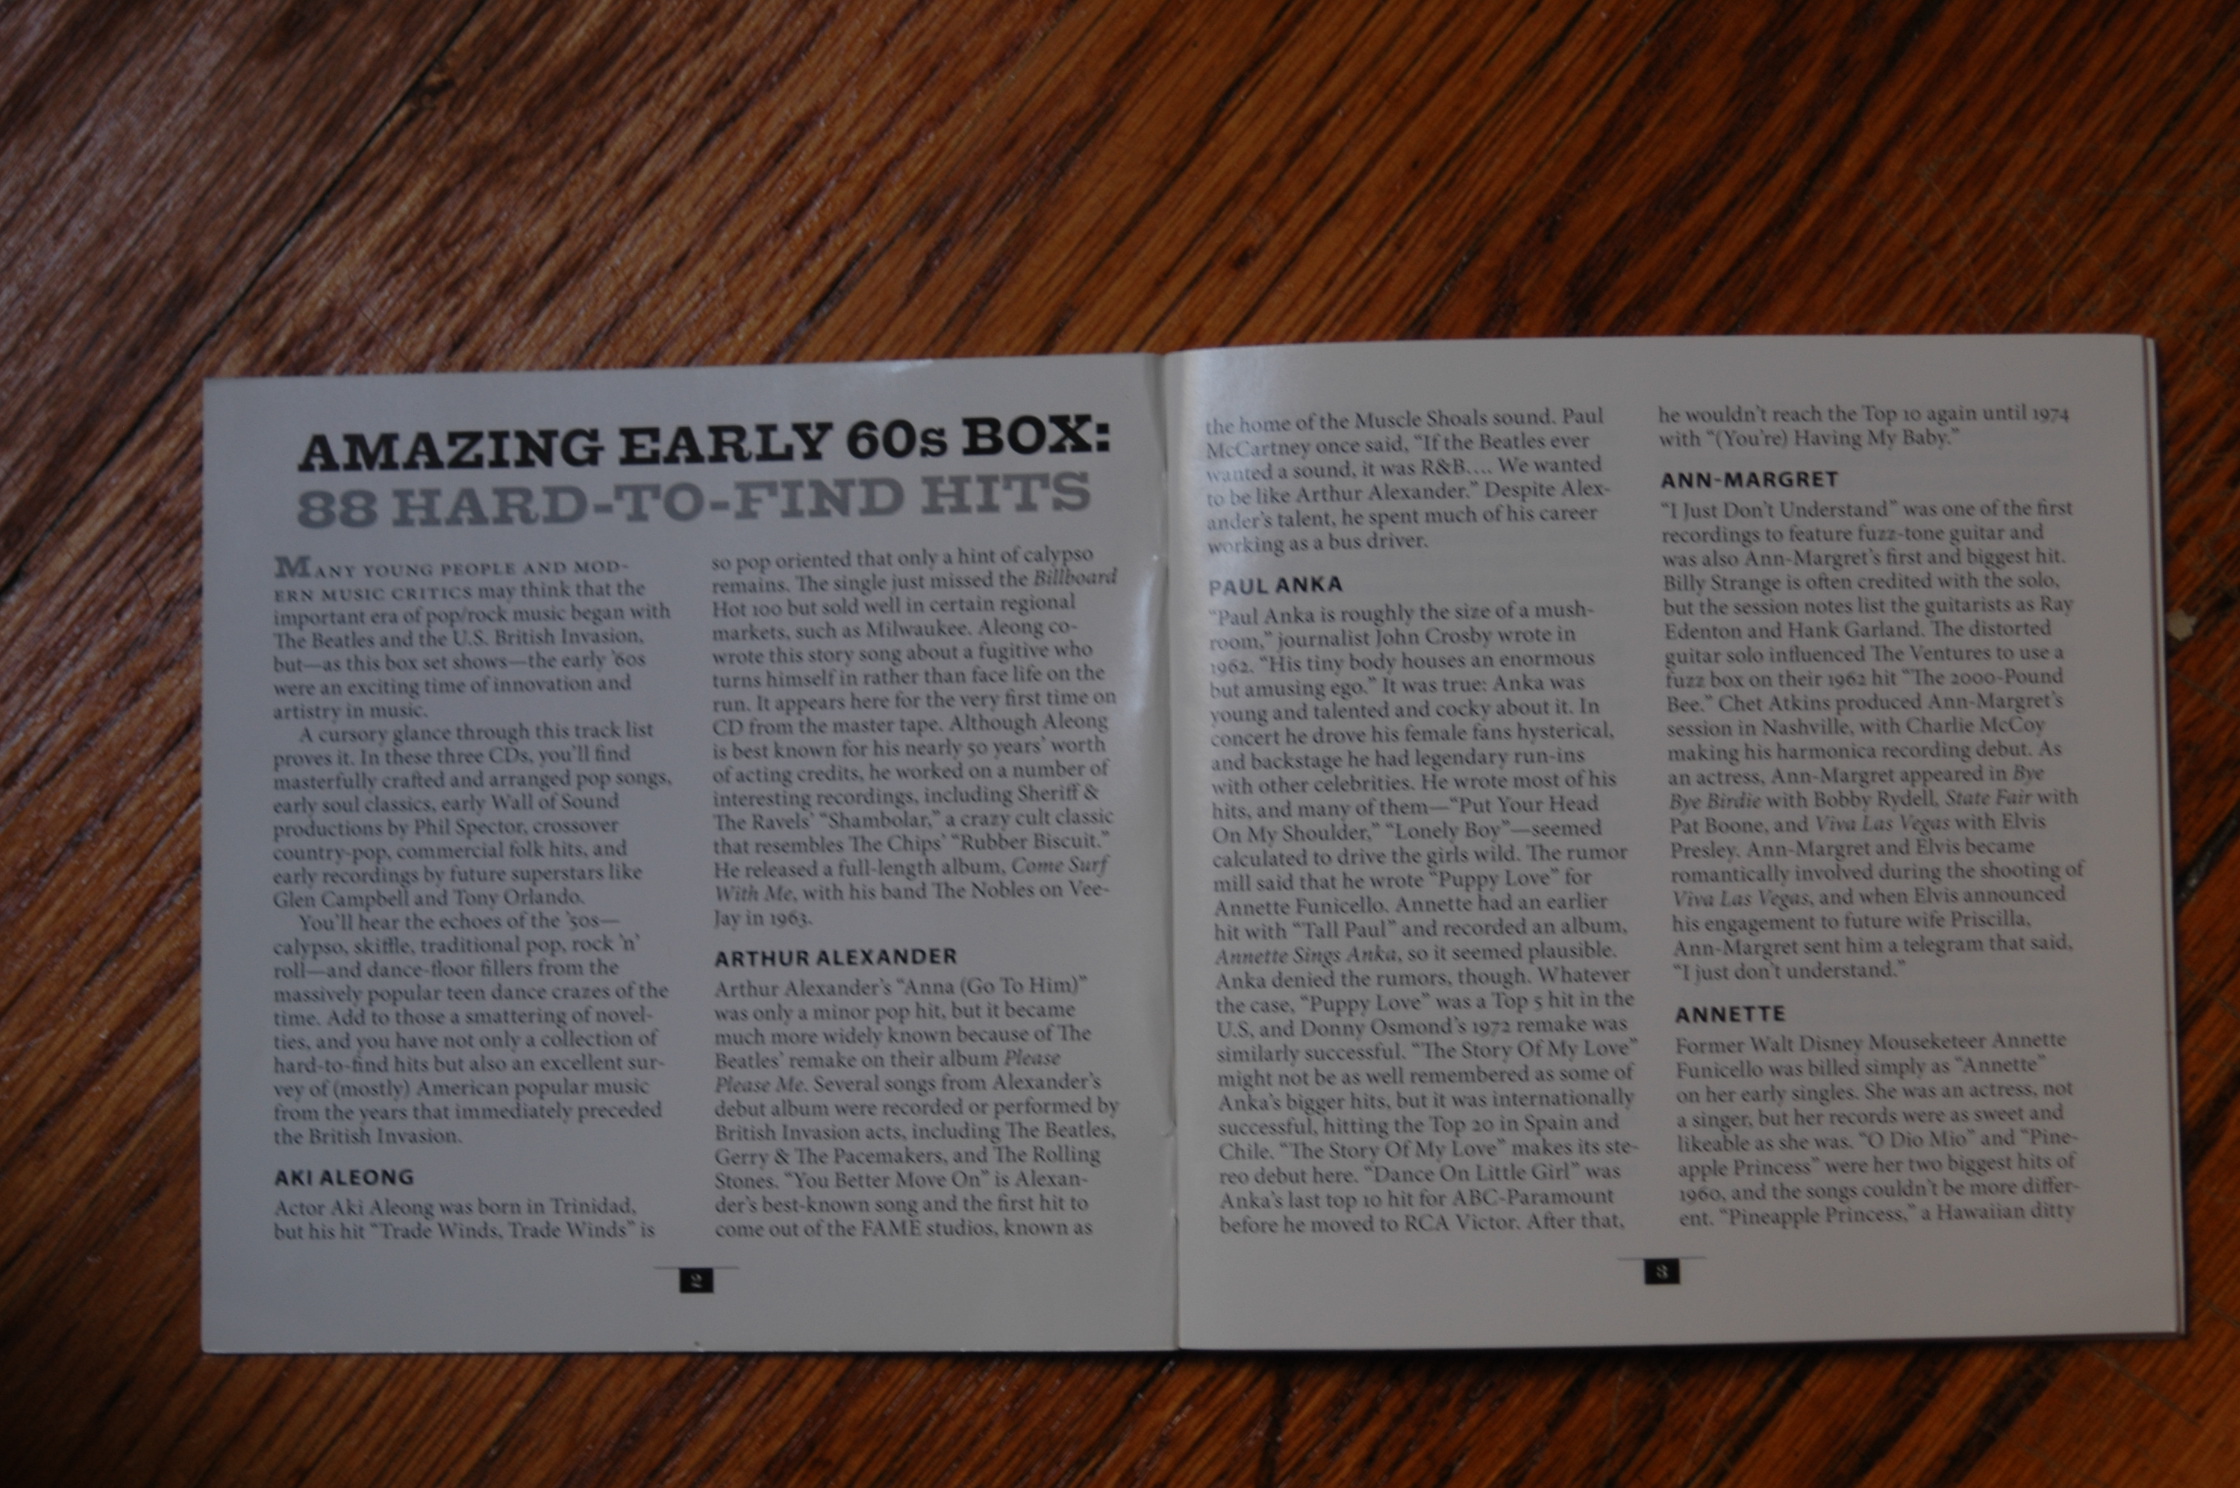 AMAZING EARLY 60s BOX:
88 HARD-TO-FIND HITS
MANY YOUNG PEOPLE AND MOD-
ERN MUSIC CRITICS may think that the
important era of pop/rock music began with
The Beatles and the U.S. British Invasion,
but—as this box set shows—the early '60s
were an exciting time of innovation and
artistry in music.
A cursory glance through this track list
proves it. In these three CDs, you'll find
masterfully crafted and arranged pop songs,
early soul classics, early Wall of Sound
productions by Phil Spector, crossover
country-pop, commercial folk hits, and
early recordings by future superstars like
Glen Campbell and Tony Orlando.
You'll hear the echoes of the '50s—
calypso, skiffle, traditional pop, rock 'n'
roll—and dance-floor fillers from the
massively popular teen dance crazes of the
time. Add to those a smattering of novel-
ties, and you have not only a collection of
hard-to-find hits but also an excellent sur-
vey of (mostly) American popular music
from the years that immediately preceded
the British Invasion.
AKI ALEONG
Actor Aki Aleong was born in Trinidad,
but his hit "Trade Winds, Trade Winds" is
so pop oriented that only a hint of calypso
remains. The single just missed the Billboard
Hot 100 but sold well in certain regional
markets, such as Milwaukee. Aleong co-
wrote this story song about a fugitive who
turns himself in rather than face life on the
run. It appears here for the very first time on
CD from the master tape. Although Aleong
is best known for his nearly 50 years' worth
of acting credits, he worked on a number of
interesting recordings, including Sheriff &
The Ravels' "Shambolar," a crazy cult classic
that resembles The Chips' "Rubber Biscuit."
He released a full-length album, Come Surf
With Me, with his band The Nobles on Vee-
Jay in 1963.
ARTHUR ALEXANDER
Arthur Alexander's "Anna (Go To Him)"
was only a minor pop hit, but it became
much more widely known because of The
Beatles' remake on their album Please
Please Me. Several songs from Alexander's
debut album were recorded or performed by
British Invasion acts, including The Beatles,
Gerry & The Pacemakers, and The Rolling
Stones. "You Better Move On" is Alexan-
der's best-known song and the first hit to
come out of the FAME studios, known as
2
the home of the Muscle Shoals sound. Paul
McCartney once said, "If the Beatles ever
wanted a sound, it was R&B.... We wanted
to be like Arthur Alexander." Despite Alex-
ander's talent, he spent much of his career
working as a bus driver.
PAUL ANKA
"Paul Anka is roughly the size of a mush-
room," journalist John Crosby wrote in
1962. "His tiny body houses an enormous
but amusing ego." It was true: Anka was
young and talented and cocky about it. In
concert he drove his female fans hysterical,
and backstage he had legendary run-ins
with other celebrities. He wrote most of his
hits, and many of them—"Put Your Head
On My Shoulder," "Lonely Boy"—seemed
calculated to drive the girls wild. The rumor
mill said that he wrote "Puppy Love" for
Annette Funicello. Annette had an earlier
hit with "Tall Paul" and recorded an album,
Annette Sings Anka, so it seemed plausible.
Anka denied the rumors, though. Whatever
the case, "Puppy Love" was a Top 5 hit in the
U.S, and Donny Osmond's 1972 remake was
similarly successful. "The Story Of My Love"
might not be as well remembered as some of
Anka's bigger hits, but it was internationally
successful, hitting the Top 20 in Spain and
Chile. "The Story Of My Love" makes its ste-
reo debut here. "Dance On Little Girl" was
Anka's last top 10 hit for ABC-Paramount
before he moved to RCA Victor. After that,
he wouldn't reach the Top 10 again until 1974
with "(You're) Having My Baby."
ANN-MARGRET
"I Just Don't Understand" was one of the first
recordings to feature fuzz-tone guitar and
was also Ann-Margret's first and biggest hit.
Billy Strange is often credited with the solo,
but the session notes list the guitarists as Ray
Edenton and Hank Garland. The distorted
guitar solo influenced The Ventures to use a
fuzz box on their 1962 hit "The 2000-Pound
Bee." Chet Atkins produced Ann-Margret's
session in Nashville, with Charlie McCoy
making his harmonica recording debut. As
an actress, Ann-Margret appeared in Bye
Bye Birdie with Bobby Rydell, State Fair with
Pat Boone, and Viva Las Vegas with Elvis
Presley. Ann-Margret and Elvis became
romantically involved during the shooting of
Viva Las Vegas, and when Elvis announced
his engagement to future wife Priscilla,
Ann-Margret sent him a telegram that said,
"I just don't understand."
ANNETTE
Former Walt Disney Mouseketeer Annette
Funicello was billed simply as "Annette"
on her early singles. She was an actress, not
a singer, but her records were as sweet and
likeable as she was. "O Dio Mio" and "Pine-
apple Princess" were her two biggest hits of
1960, and the songs couldn't be more differ-
ent. "Pineapple Princess," a Hawaiian ditty
3